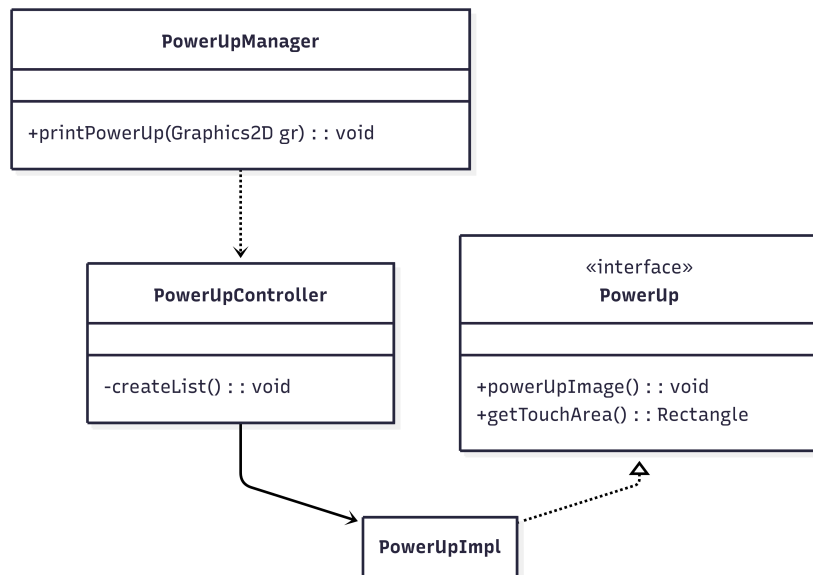 PowerUpManager
+printPowerUp(Graphics2D gr) : : void
PowerUpController
-createList() : : void
«interface»
PowerUp
+powerUpImage() : : void
+getTouchArea() : : Rectangle
PowerUpImpl